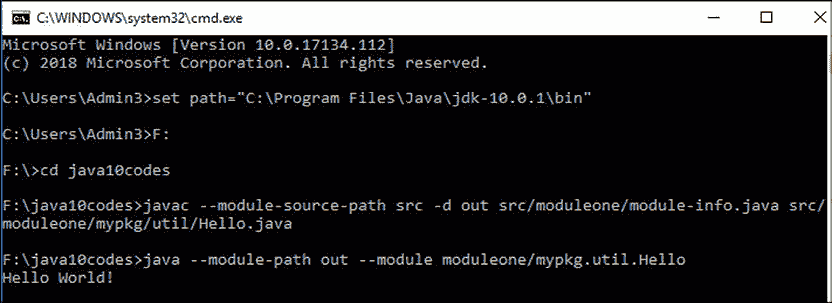 C:\WINDOWS\system32\cmd.exe
Microsoft Windows [Version 10.0.17134.112]
(c) 2018 Microsoft Corporation. All rights reserved.
C:\Users\Admin3>set path="C:\Program Files\Java\jdk-10.0.1\bin"
C:\Users\Admin3>F:
F:\>cd java10codes
F:\java10codes>javac --module-source-path src -d out src/moduleone/module-info.java src/
moduleone/mypkg/util/Hello.java
F:\java10codes>java --module-path out --module moduleone/mypkg.util.Hello
Hello World!